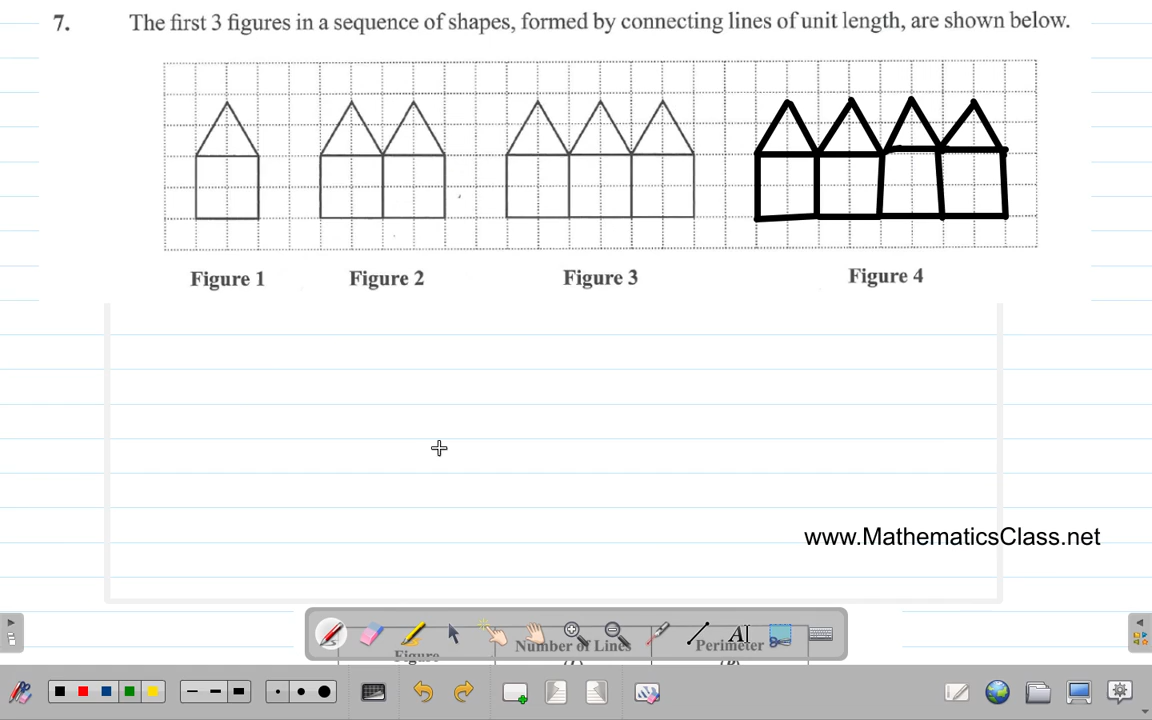 7. The first 3 figures in a sequence of shapes, formed by connecting lines of unit length, are shown below.
Figure 1 Figure 2 Figure 3 Figure 4
www.MathematicsClass.net
Number of Lines Perimeter
Figure